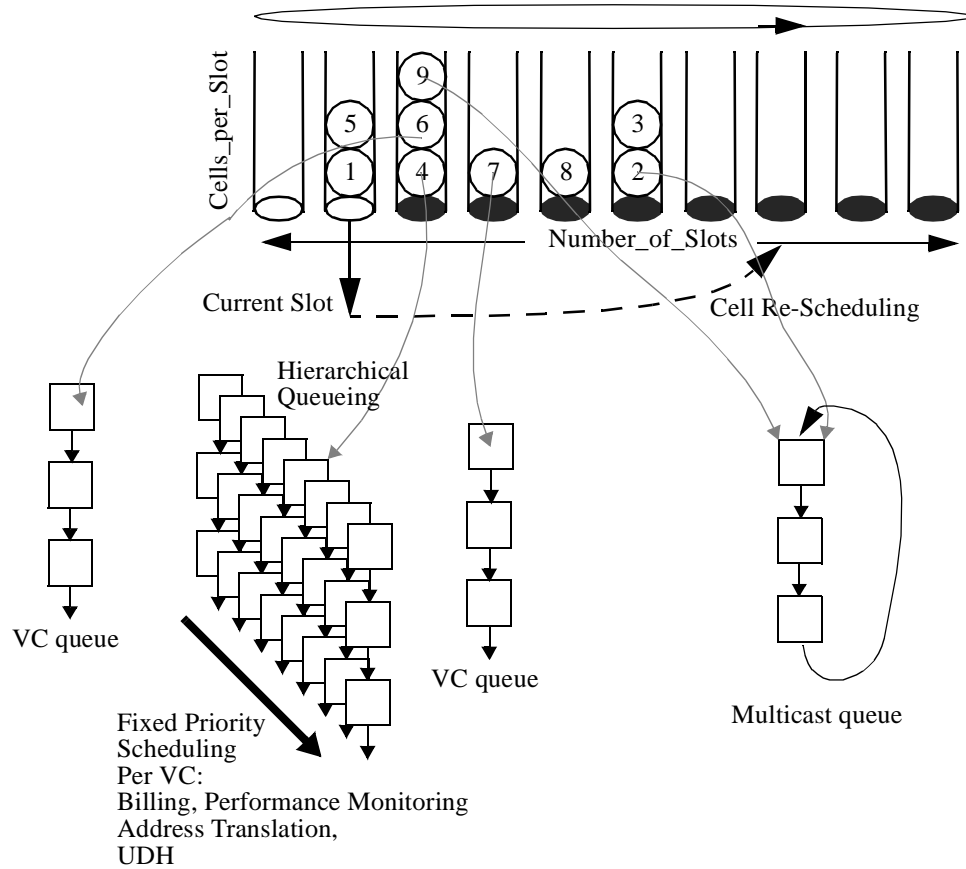 Cells_per_Slot
9
5
6
3
1
4
7
8
2
Number_of_Slots
Current Slot
Cell Re-Scheduling
Hierarchical
Queueing
VC queue
VC queue
Multicast queue
Fixed Priority
Scheduling
Per VC:
Billing, Performance Monitoring
Address Translation,
UDH